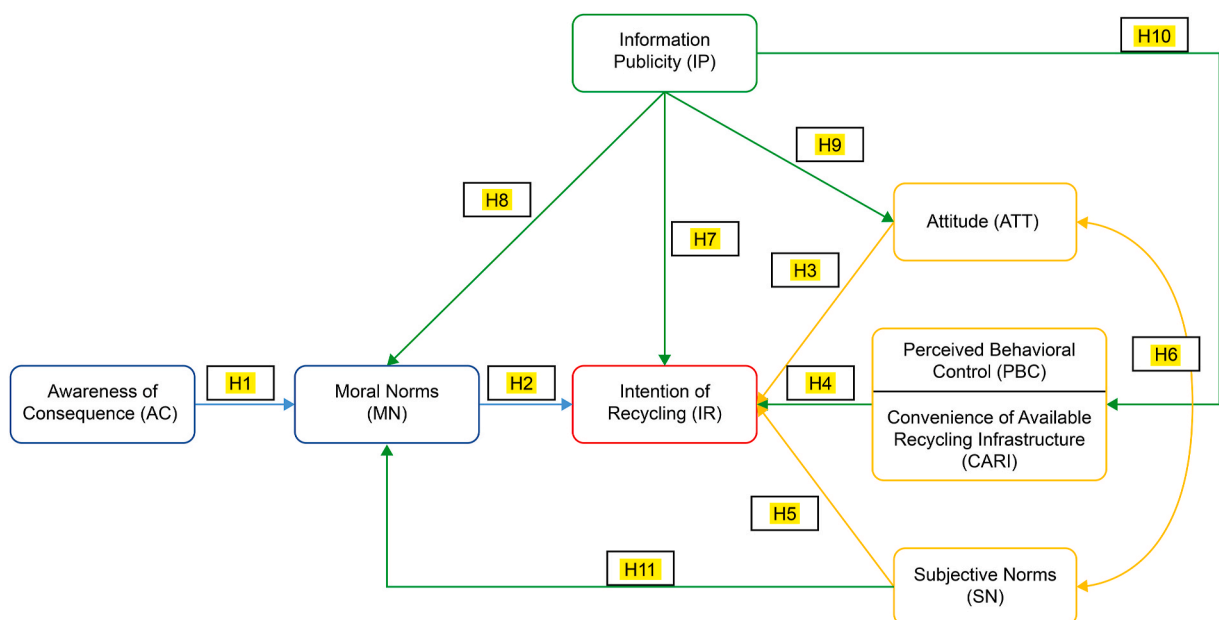 Information
Publicity (IP)
H10
H9
H8
H7
Attitude (ATT)
H3
Perceived Behavioral
Control (PBC)
H6
Awareness of
Consequence (AC)
H1
Moral Norms
(MN)
H2
Intention of
Recycling (IR)
H4
Convenience of Available
Recycling Infrastructure
(CARI)
H5
H11
Subjective Norms
(SN)